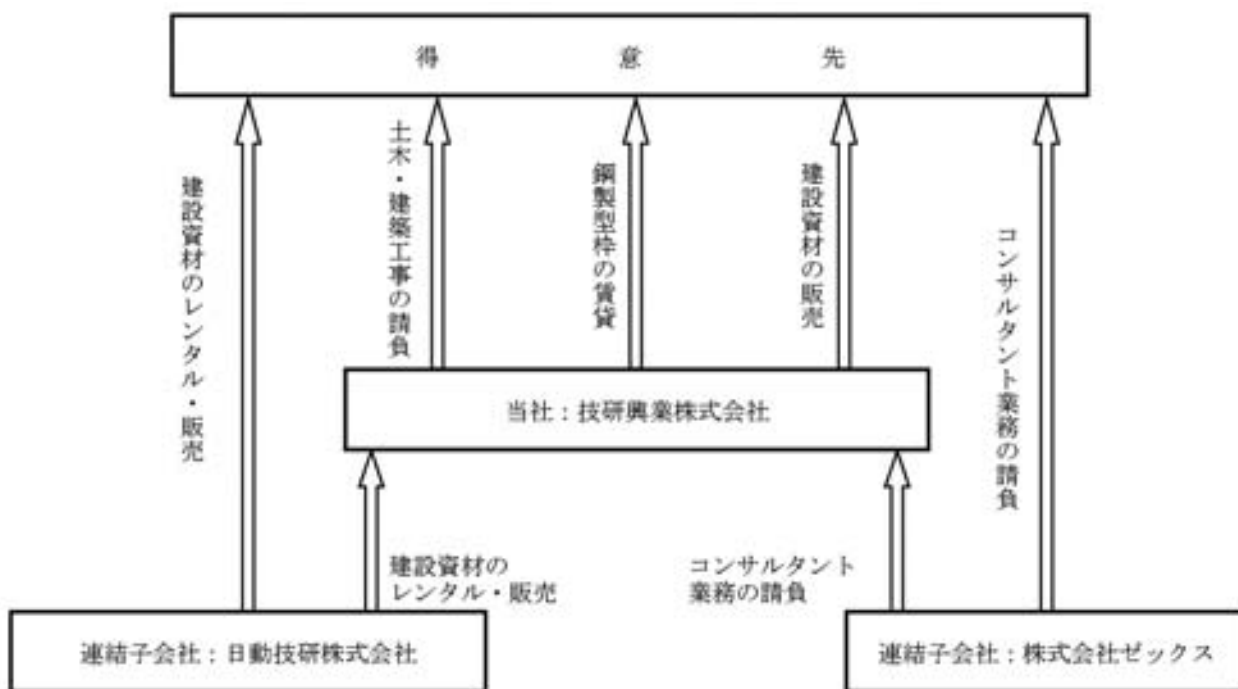 得意先
建設資材のレンタル・販売
土木・建築工事の請負
鋼製型枠の賃貸
建設資材の販売
コンサルタント業務の請負
当社：技研興業株式会社
建設資材の
レンタル・販売
コンサルタント
業務の請負
連結子会社：日動技研株式会社
連結子会社：株式会社ゼックス